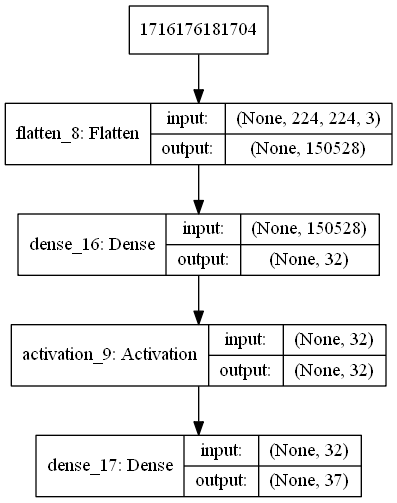 1716176181704
flatten_8: Flatten
input: (None, 224, 224, 3)
output: (None, 150528)
dense_16: Dense
input: (None, 150528)
output: (None, 32)
activation_9: Activation
input: (None, 32)
output: (None, 32)
dense_17: Dense
input: (None, 32)
output: (None, 37)